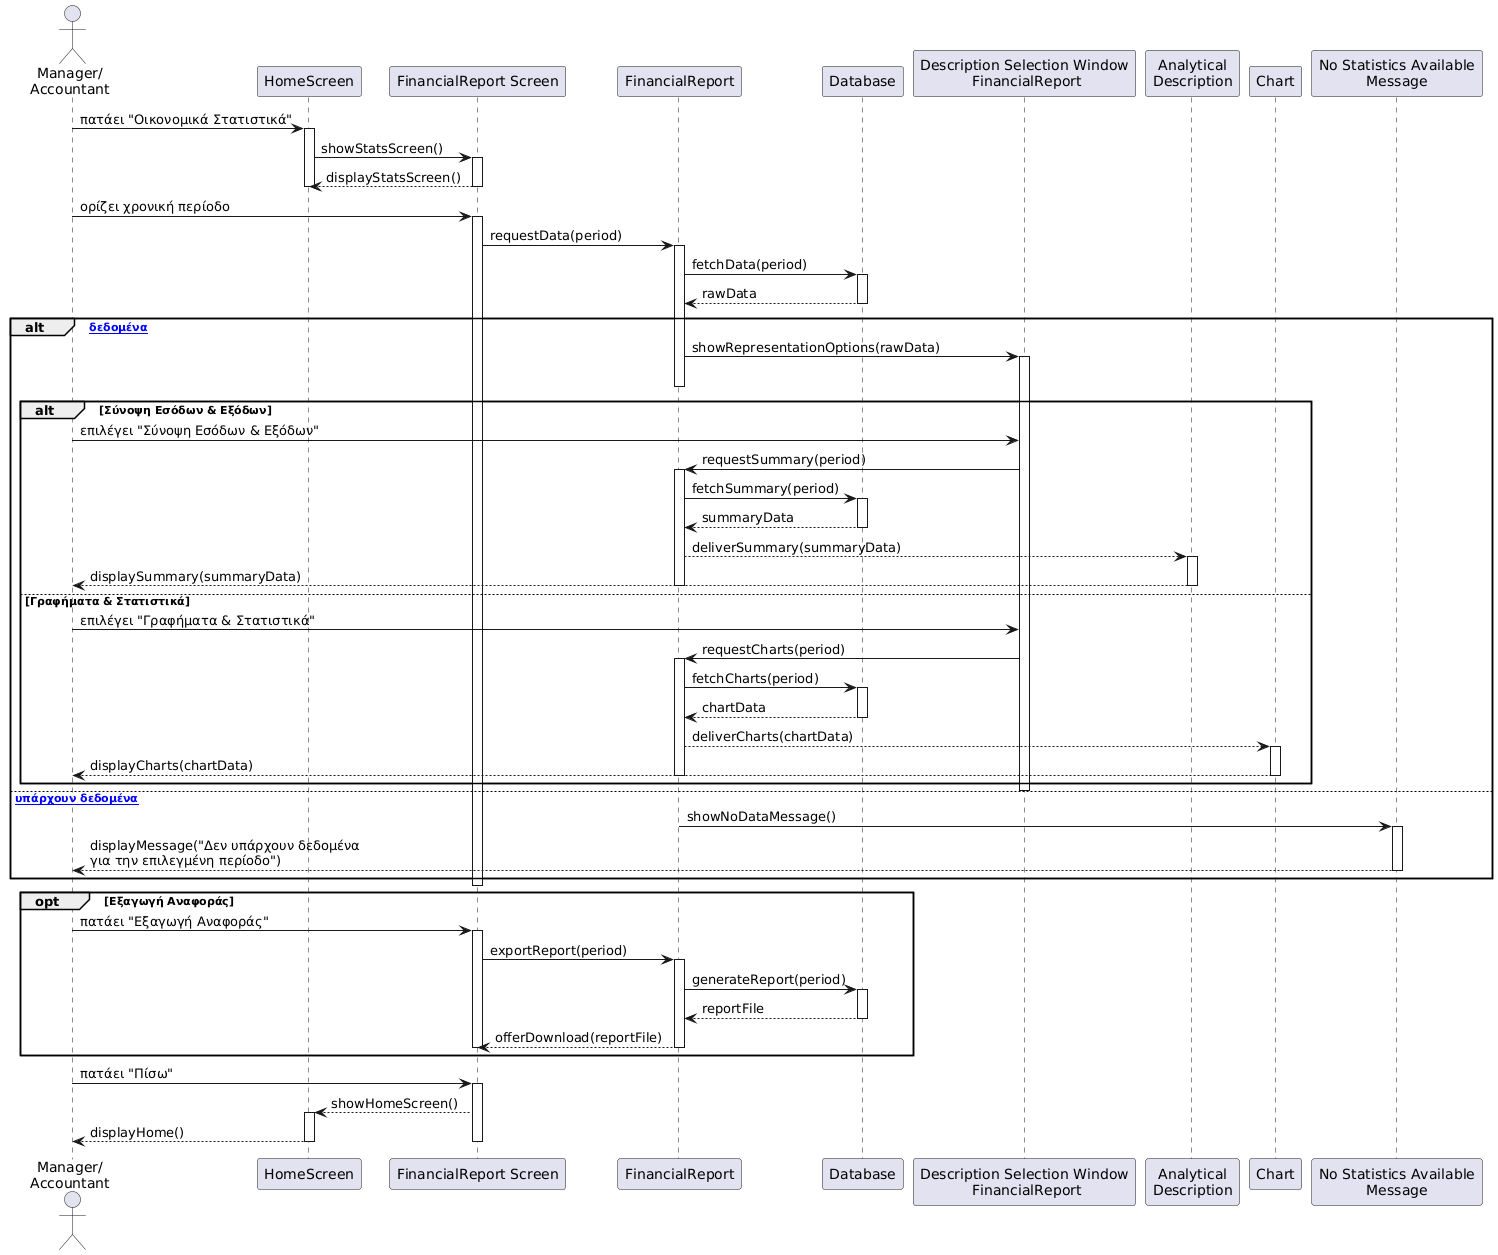 Manager/
Accountant
HomeScreen
FinancialReport Screen
FinancialReport
Database
Description Selection Window
FinancialReport
Analytical
Description
Chart
No Statistics Available
Message
πατάει "Οικονομικά Στατιστικά"
showStatsScreen()
displayStatsScreen()
ορίζει χρονική περίοδο
requestData(period)
fetchData(period)
rawData
alt
δεδομένα
showRepresentationOptions(rawData)
alt
[Σύνοψη Εσόδων & Εξόδων]
επιλέγει "Σύνοψη Εσόδων & Εξόδων"
requestSummary(period)
fetchSummary(period)
summaryData
deliverSummary(summaryData)
displaySummary(summaryData)
[Γραφήματα & Στατιστικά]
επιλέγει "Γραφήματα & Στατιστικά"
requestCharts(period)
fetchCharts(period)
chartData
deliverCharts(chartData)
displayCharts(chartData)
υπάρχουν δεδομένα
showNoDataMessage()
displayMessage("Δεν υπάρχουν δεδομένα
για την επιλεγμένη περίοδο")
opt
[Εξαγωγή Αναφοράς]
πατάει "Εξαγωγή Αναφοράς"
exportReport(period)
generateReport(period)
reportFile
offerDownload(reportFile)
πατάει "Πίσω"
showHomeScreen()
displayHome()
Manager/
Accountant
HomeScreen
FinancialReport Screen
FinancialReport
Database
Description Selection Window
FinancialReport
Analytical
Description
Chart
No Statistics Available
Message